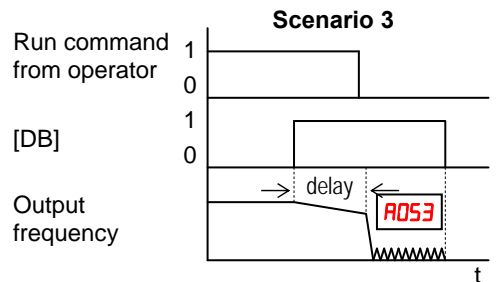 Scenario 3
Run command
from operator
1
0
[DB]
1
0
Output
frequency
delay
A053
t